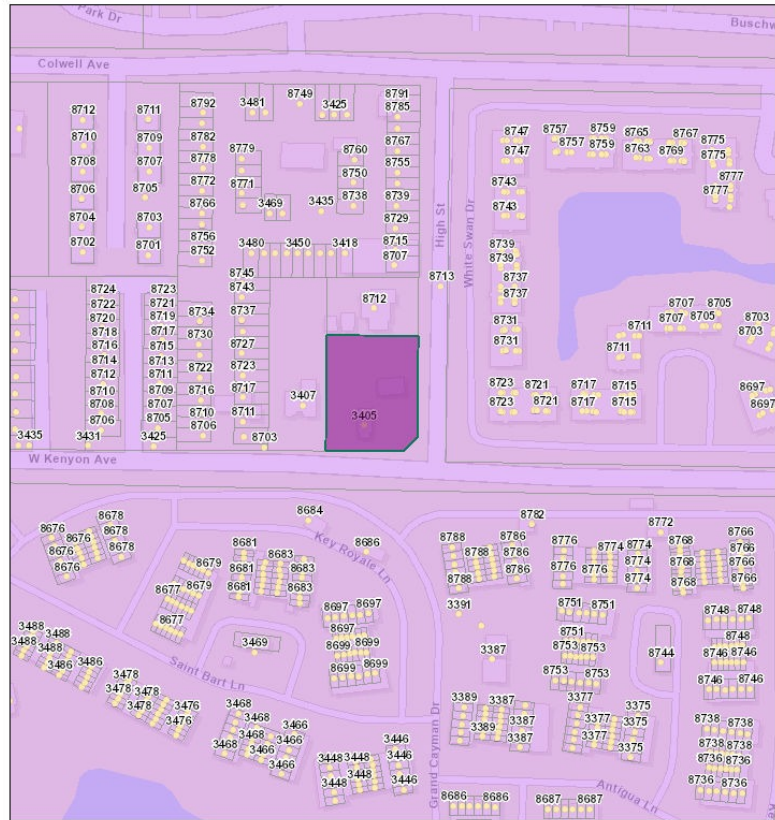 Park Dr
Buschw
Colwell Ave
8712 8711 8792 3481 8749 3425 8791
8785
8710 8709 8782 8779 8760 8767
8708 8707 8778 8750 8755
8706 8705 8772 8771 8738 8739
8704 8703 8766 3469 3435 8729
8702 8701 8756 3480 3450 3418 8715
8752 8707
8747 8757 8759 8765 8767 8775
8747 8757 8759 8763 8769 8775
8743 8777
8743 8777
High St
White Swan Dr
8739
8739
8737
8737
8713
8731
8731
8707 8705 8703
8707 8705 8703
8711
8711
8723 8721 8717 8715 8697
8723 8721 8717 8715 8697
8724 8723 8745
8722 8721 8743
8720 8719 8734 8737
8718 8717 8730
8716 8715 8727
8714 8713 8722 8723
8712 8711
8710 8709 8716 8717
8708 8707 8710 8711
8706 8705 8706
3435 3431 3425 8703
8712
3407
3405
W Kenyon Ave
8684
8686
Key Royale Ln
8676 8678
8676 8678
8676 8678
8676
8681 8683
8681 8683
8681 8683
8679
8679
8677
8677
8697 8697
8697
8699 8699
8699 8699
3469
Saint Bart Ln
3488 3488
3488 3488
3486 3486
3478 3478
3478 3478
3476
3476
3468 3468
3468 3468
3466 3466
3466 3466
3448 3448
3448 3448
3446
3446
3446
Grand Cayman Dr
8782
8772
8788 8786
8788 8786
8788 8786
8776 8774 8774
8776 8776 8774
8774
8768 8766
8768 8766
8768 8766
8766
3391
3387
8751 8751
8751
8753 8753
8753 8753
8744
8748 8748
8748
8746 8746
8746 8746
3389 3387
3389 3387
3387
3377 3375
3377 3375
3377 3375
8738 8738
8738 8738
8736 8736
8736 8736
Antigua Ln
8686 8686
8687 8687